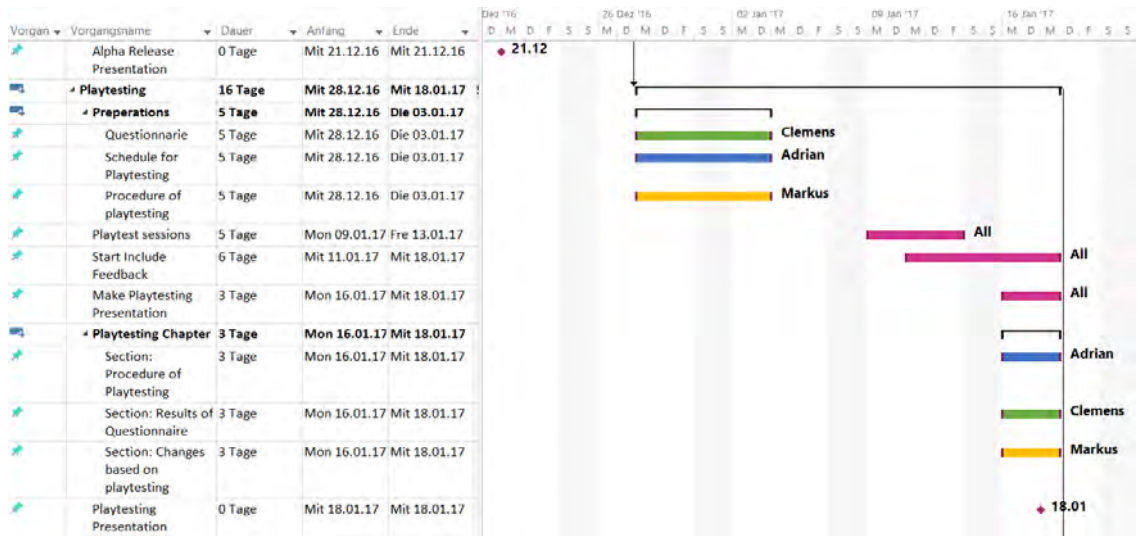 Dez '16 26 Dez '16 02 Jan '17 09 Jan '17 16 Jan '17
Vorgan Vorgangsname Dauer Anfang Ende D M D F S S M D M D F S S M D M D F S S M D M D F S S M D M D F S S
Alpha Release 0 Tage Mit 21.12.16 Mit 21.12.16 21.12
Presentation
Playtesting 16 Tage Mit 28.12.16 Mit 18.01.17
Preperations 5 Tage Mit 28.12.16 Die 03.01.17
Questionnarie 5 Tage Mit 28.12.16 Die 03.01.17 Clemens
Schedule for 5 Tage Mit 28.12.16 Die 03.01.17 Adrian
Playtesting
Procedure of 5 Tage Mit 28.12.16 Die 03.01.17 Markus
playtesting
Playtest sessions 5 Tage Mon 09.01.17 Fre 13.01.17 All
Start Include 6 Tage Mit 11.01.17 Mit 18.01.17 All
Feedback
Make Playtesting 3 Tage Mon 16.01.17 Mit 18.01.17 All
Presentation
Playtesting Chapter 3 Tage Mon 16.01.17 Mit 18.01.17
Section: 3 Tage Mon 16.01.17 Mit 18.01.17 Adrian
Procedure of
Playtesting
Section: Results of 3 Tage Mon 16.01.17 Mit 18.01.17 Clemens
Questionnaire
Section: Changes 3 Tage Mon 16.01.17 Mit 18.01.17 Markus
based on
playtesting
Playtesting 0 Tage Mit 18.01.17 Mit 18.01.17 18.01
Presentation